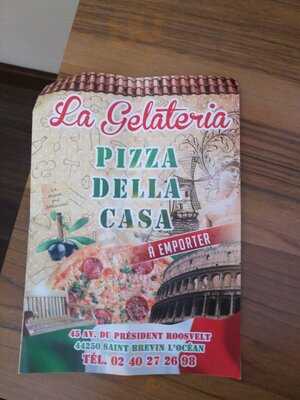 La Gelateria
PIZZA
DELLA
CASA
À EMPORTER
45 AV. DU PRÉSIDENT ROOSVELT
44250 SAINT BREVIN L'OCÉAN
TÉL. 02 40 27 26 98